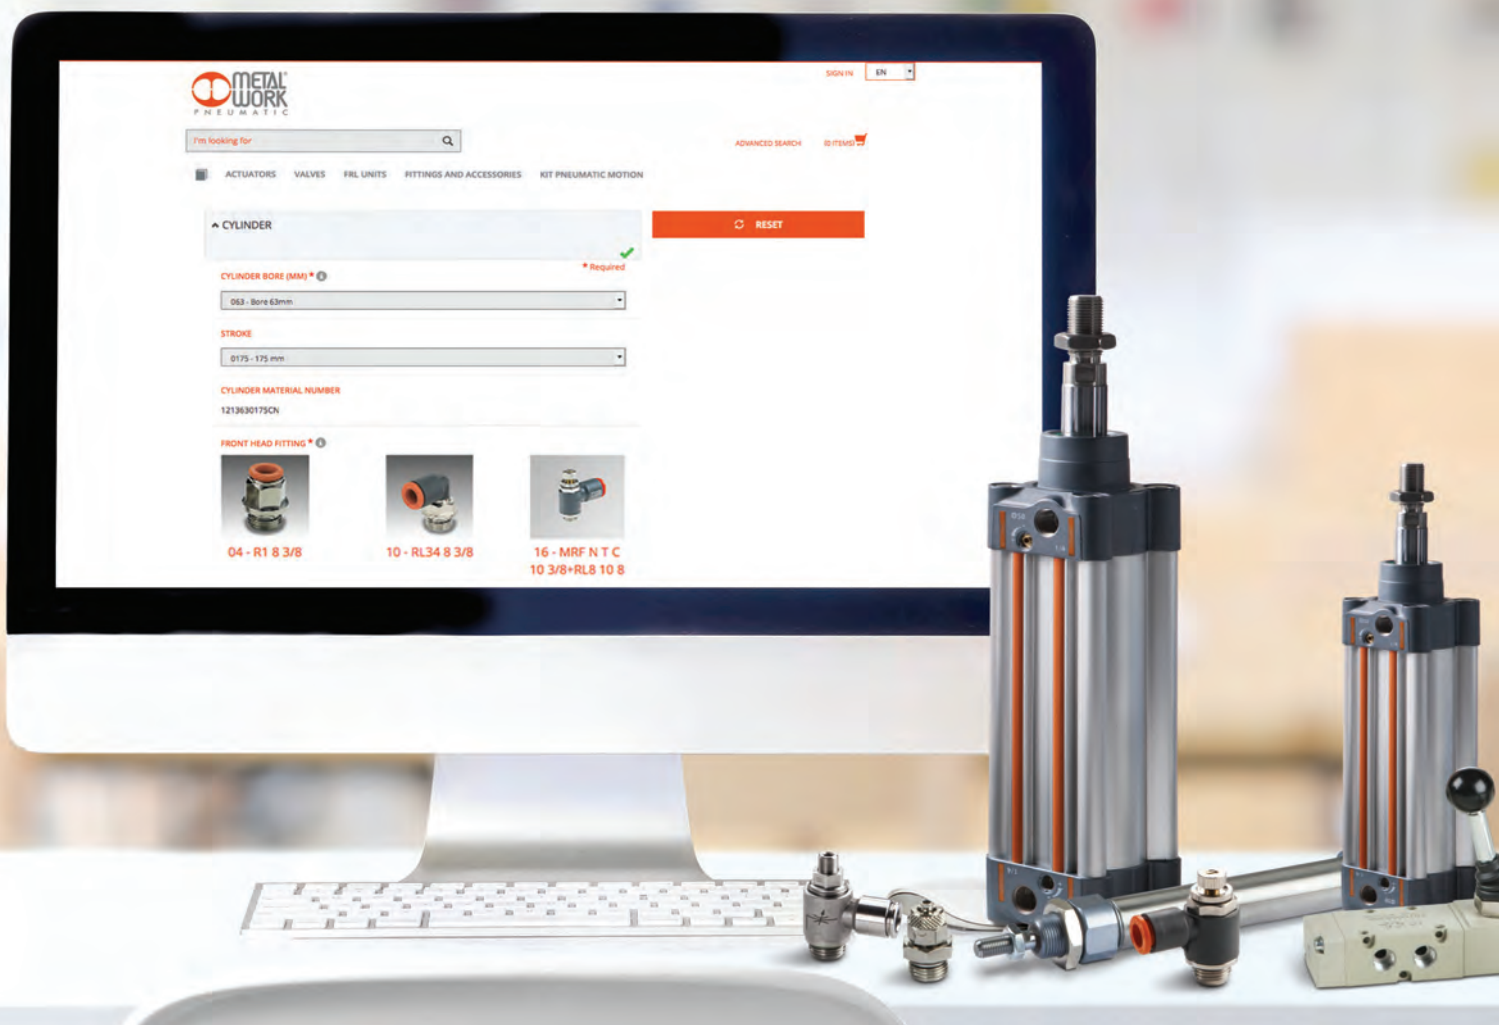 METAL
WORK
PNEUMATIC
SIGN IN EN
I'm looking for
ADVANCED SEARCH (0 ITEMS)
ACTUATORS VALVES FRL UNITS FITTINGS AND ACCESSORIES KIT PNEUMATIC MOTION
CYLINDER
RESET
* Required
CYLINDER BORE (MM) *
063 - Bore 63mm
STROKE
0175 - 175 mm
CYLINDER MATERIAL NUMBER
1213630175CN
FRONT HEAD FITTING *
04 - R1 8 3/8
10 - RL34 8 3/8
16 - MRF N T C
10 3/8+RL8 10 8